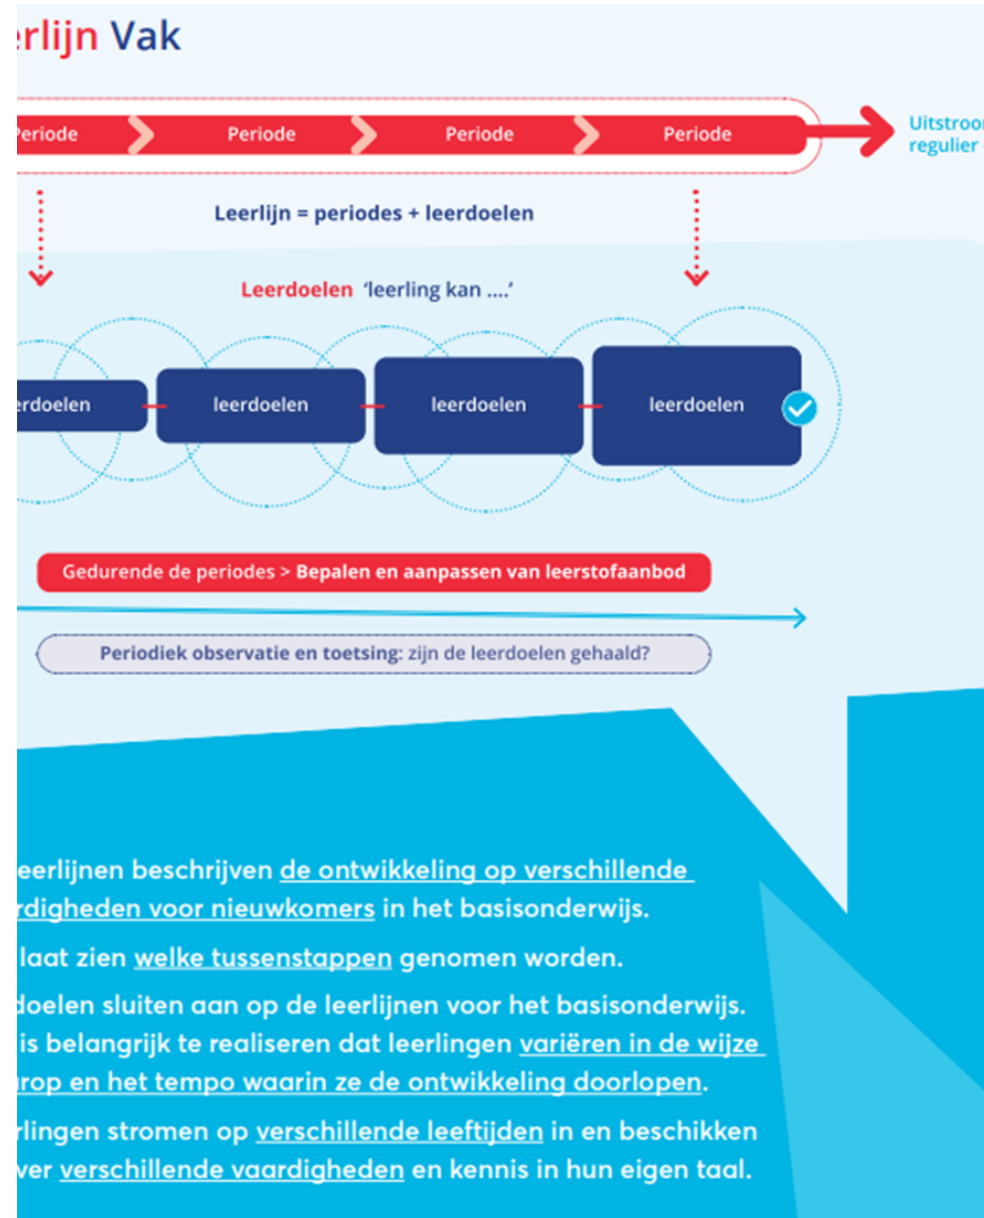 erlijn Vak
Periode Periode Periode Periode
Uitstroo
regulier
Leerlijn = periodes + leerdoelen
Leerdoelen ‘leerling kan ....’
erdoelen leerdoelen leerdoelen leerdoelen
Gedurende de periodes > Bepalen en aanpassen van leerstofaanbod
Periodiek observatie en toetsing: zijn de leerdoelen gehaald?
eerlijnen beschrijven de ontwikkeling op verschillende
rdigheden voor nieuwkomers in het basisonderwijs.
laat zien welke tussenstappen genomen worden.
doelen sluiten aan op de leerlijnen voor het basisonderwijs.
is belangrijk te realiseren dat leerlingen variëren in de wijze
rop en het tempo waarin ze de ontwikkeling doorlopen.
rlingen stromen op verschillende leeftijden in en beschikken
ver verschillende vaardigheden en kennis in hun eigen taal.